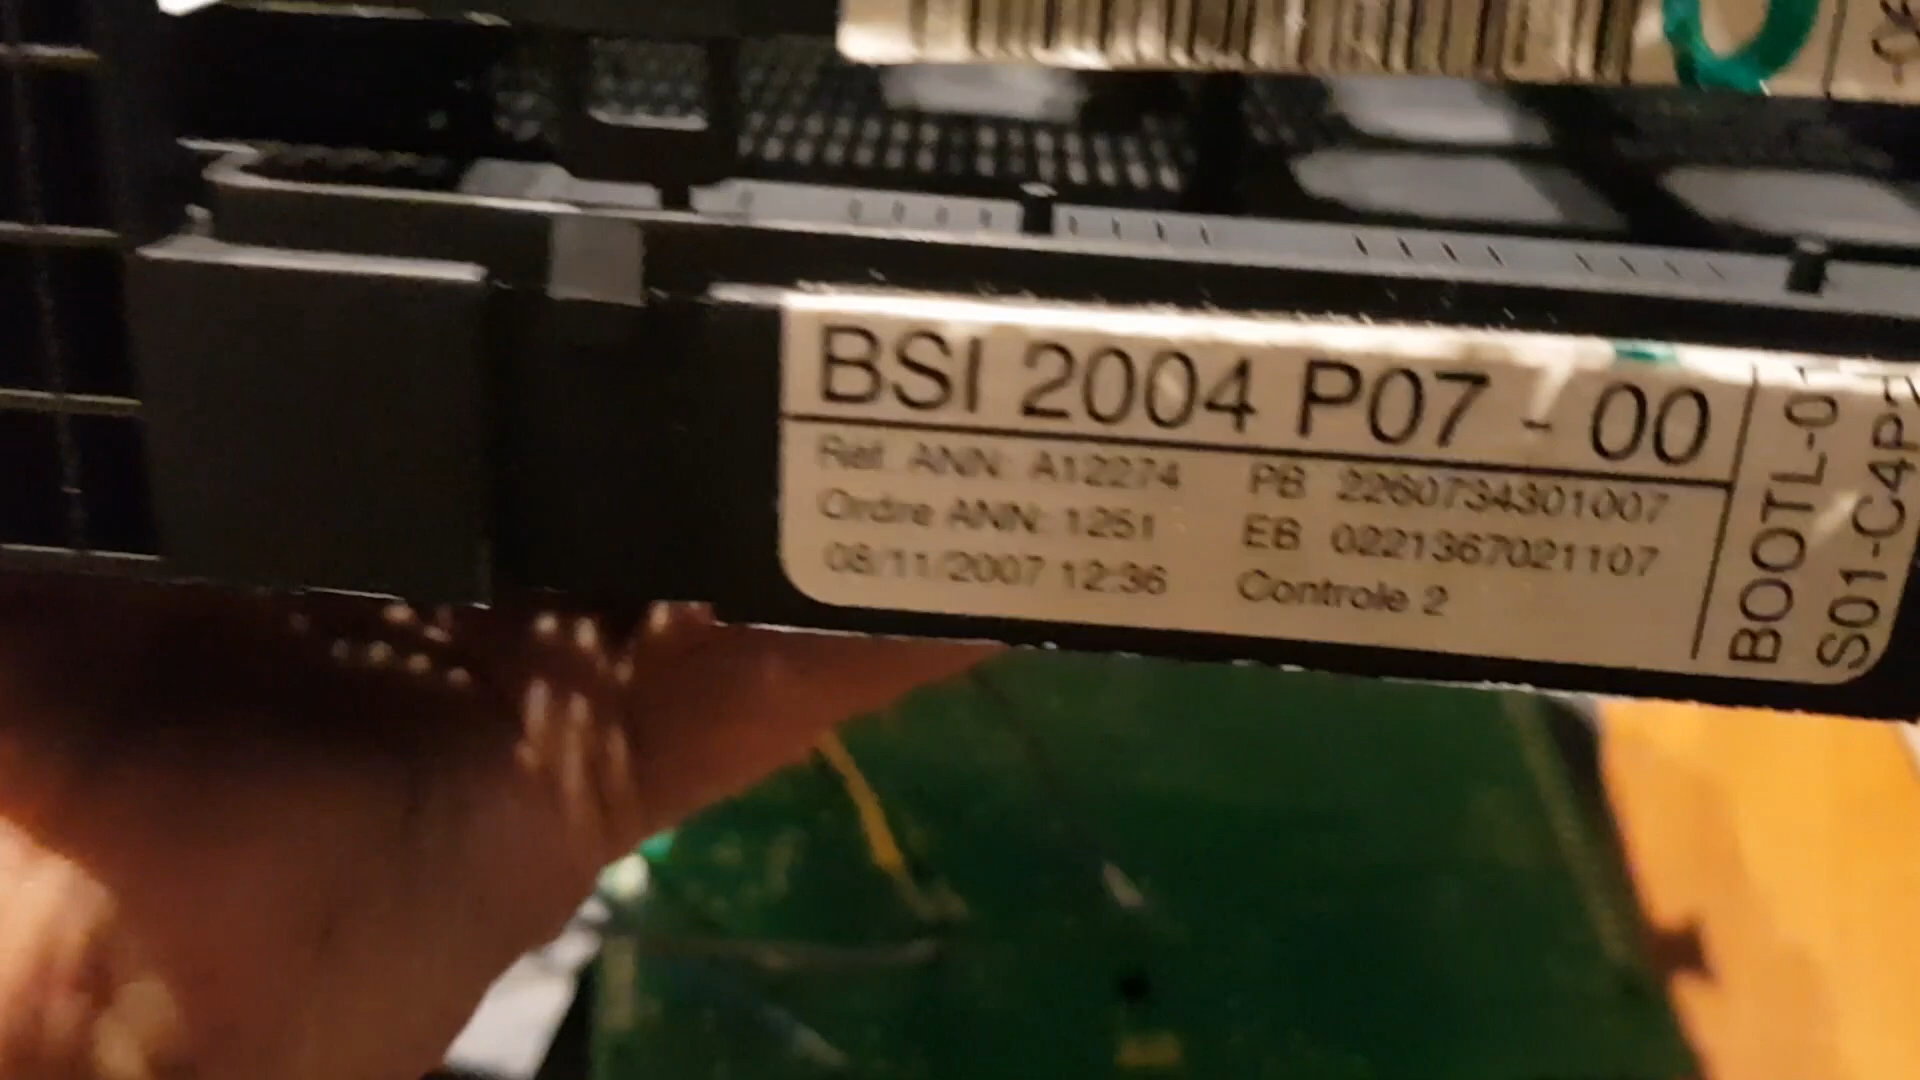 BSI 2004 P07 - 00
Ref. ANN: A12274 PB 2260734301007
Ordre ANN: 1251 EB 0221367021107
08/11/2007 12:36 Controle 2
BOOTL-0
S01-C4P